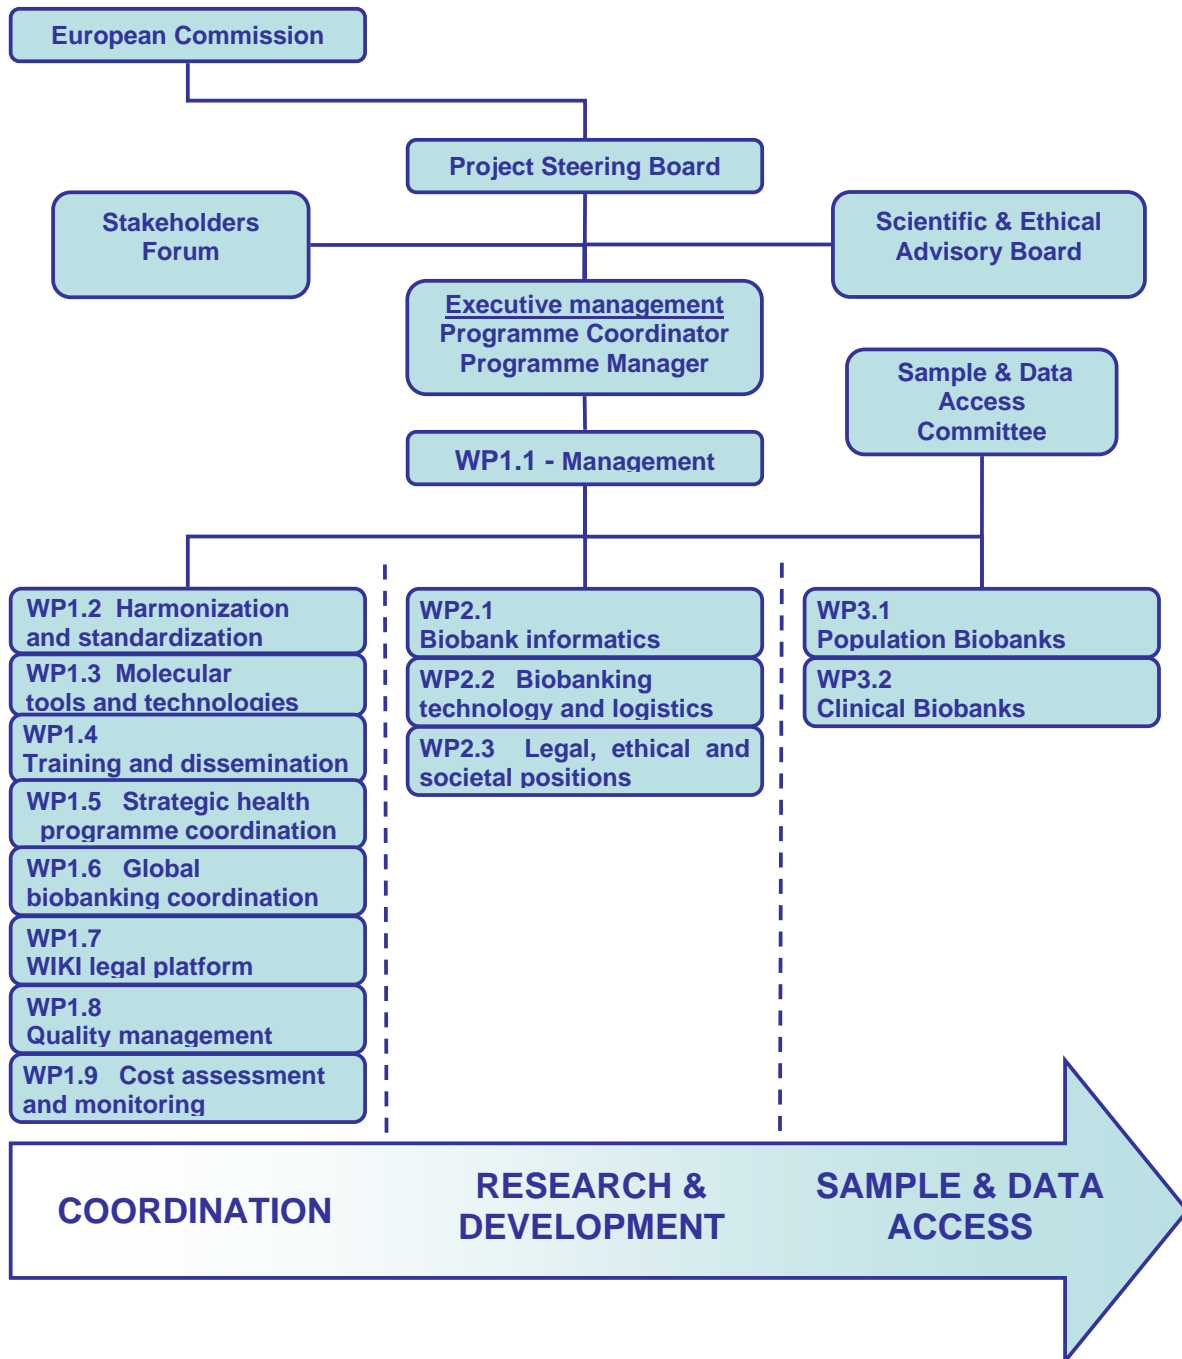 European Commission
Project Steering Board
Stakeholders
Forum
Scientific & Ethical
Advisory Board
Executive management
Programme Coordinator
Programme Manager
Sample & Data
Access
Committee
WP1.1 - Management
WP1.2 Harmonization
and standardization
WP1.3 Molecular
tools and technologies
WP1.4
Training and dissemination
WP1.5 Strategic health
programme coordination
WP1.6 Global
biobanking coordination
WP1.7
WIKI legal platform
WP1.8
Quality management
WP1.9 Cost assessment
and monitoring
WP2.1
Biobank informatics
WP2.2 Biobanking
technology and logistics
WP2.3 Legal, ethical and
societal positions
WP3.1
Population Biobanks
WP3.2
Clinical Biobanks
COORDINATION
RESEARCH &
DEVELOPMENT
SAMPLE & DATA
ACCESS